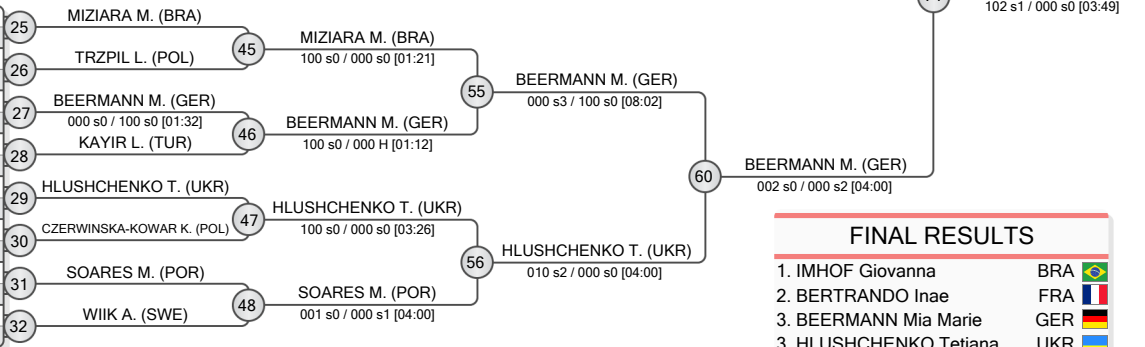 102 s1 / 000 s0 [03:49]
25
MIZIARA M. (BRA)
45
MIZIARA M. (BRA)
100 s0 / 000 s0 [01:21]
26
TRZPIL L. (POL)
55
BEERMANN M. (GER)
000 s3 / 100 s0 [08:02]
27
BEERMANN M. (GER)
000 s0 / 100 s0 [01:32]
46
BEERMANN M. (GER)
100 s0 / 000 H [01:12]
28
KAYIR L. (TUR)
60
BEERMANN M. (GER)
002 s0 / 000 s2 [04:00]
29
HLUSHCHENKO T. (UKR)
47
HLUSHCHENKO T. (UKR)
100 s0 / 000 s0 [03:26]
30
CZERWINSKA-KOWAR K. (POL)
56
HLUSHCHENKO T. (UKR)
010 s2 / 000 s0 [04:00]
31
SOARES M. (POR)
48
SOARES M. (POR)
001 s0 / 000 s1 [04:00]
32
WIIK A. (SWE)
FINAL RESULTS
1. IMHOF Giovanna BRA
2. BERTRANDO Inae FRA
3. BEERMANN Mia Marie GER
3. HLUSHCHENKO Tetiana UKR